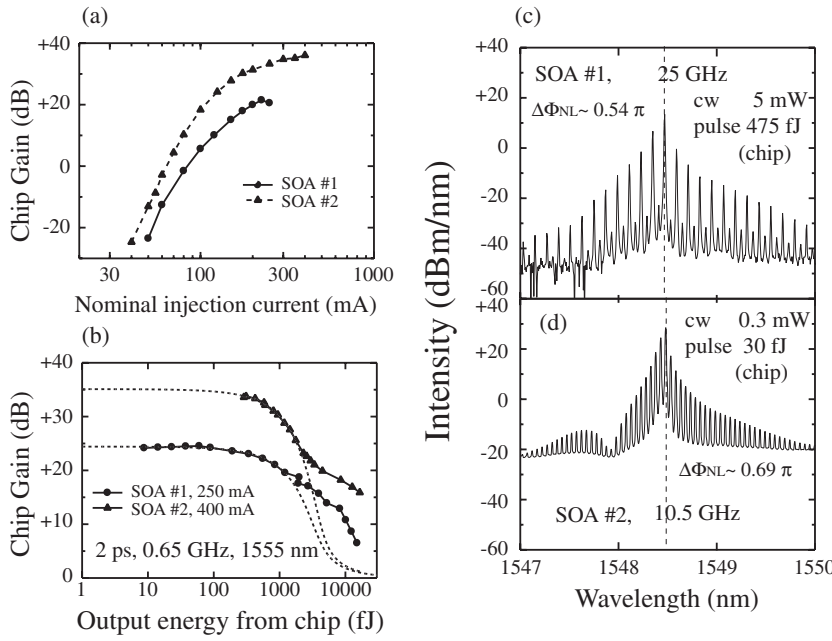 (a)
+40
+20
0
-20
Chip Gain (dB)
SOA #1
SOA #2
30 100 300 1000
Nominal injection current (mA)
(b)
+40
+30
+20
+10
0
Chip Gain (dB)
SOA #1, 250 mA
SOA #2, 400 mA
2 ps, 0.65 GHz, 1555 nm
1 10 100 1000 10000
Output energy from chip (fJ)
(c)
+40
+20
0
-20
-40
-60
SOA #1, 25 GHz
ΔΦNL~ 0.54 π
cw 5 mW
pulse 475 fJ
(chip)
Intensity (dBm/nm)
(d)
+20
0
-20
-40
-60
cw 0.3 mW
pulse 30 fJ
(chip)
ΔΦNL~ 0.69 π
SOA #2, 10.5 GHz
1547 1548 1549 1550
Wavelength (nm)